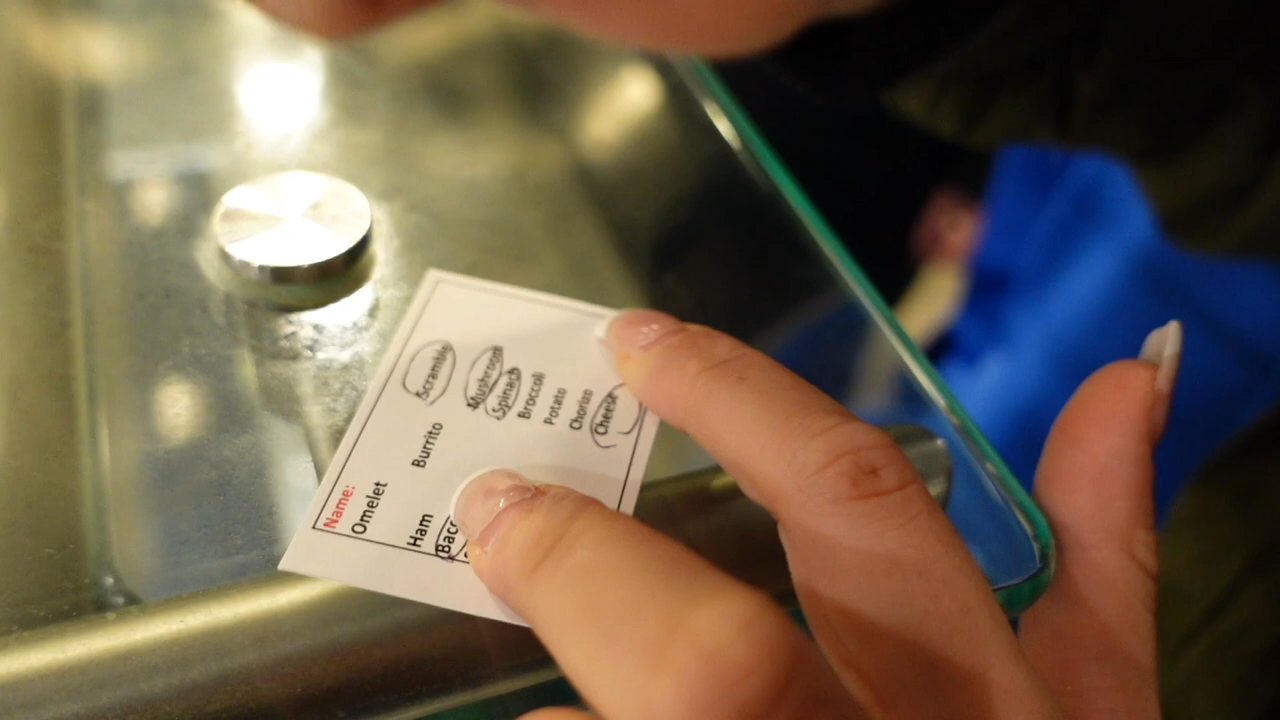 Name:
Omelet Burrito Scramble
Ham Mushroom
Spinach
Broccoli
Potato
Chorizo
Cheese